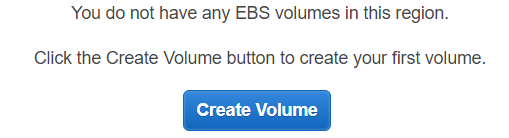 You do not have any EBS volumes in this region.
Click the Create Volume button to create your first volume.
Create Volume